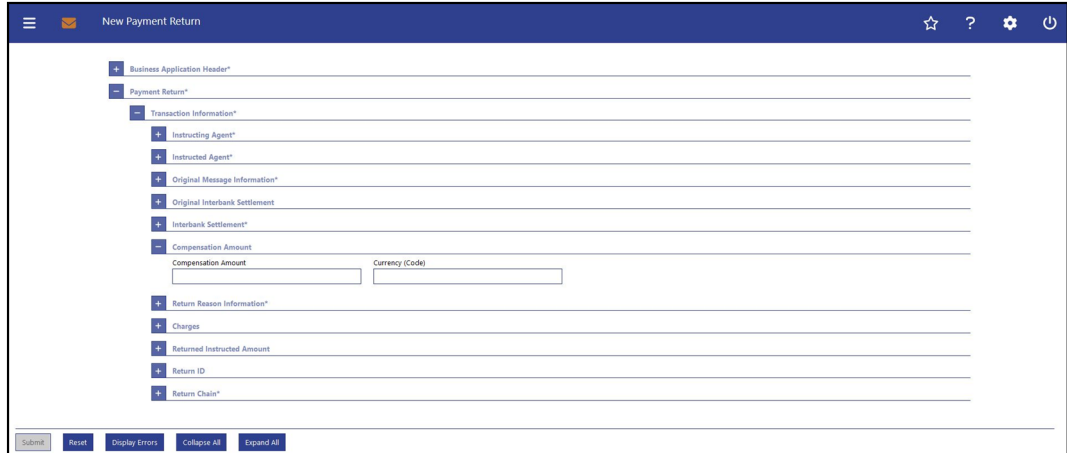 New Payment Return
?
+ Business Application Header*
− Payment Return*
− Transaction Information*
+ Instructing Agent*
+ Instructed Agent*
+ Original Message Information*
+ Original Interbank Settlement
+ Interbank Settlement*
− Compensation Amount
Compensation Amount Currency (Code)
+ Return Reason Information*
+ Charges
+ Returned Instructed Amount
+ Return ID
+ Return Chain*
Submit Reset Display Errors Collapse All Expand All